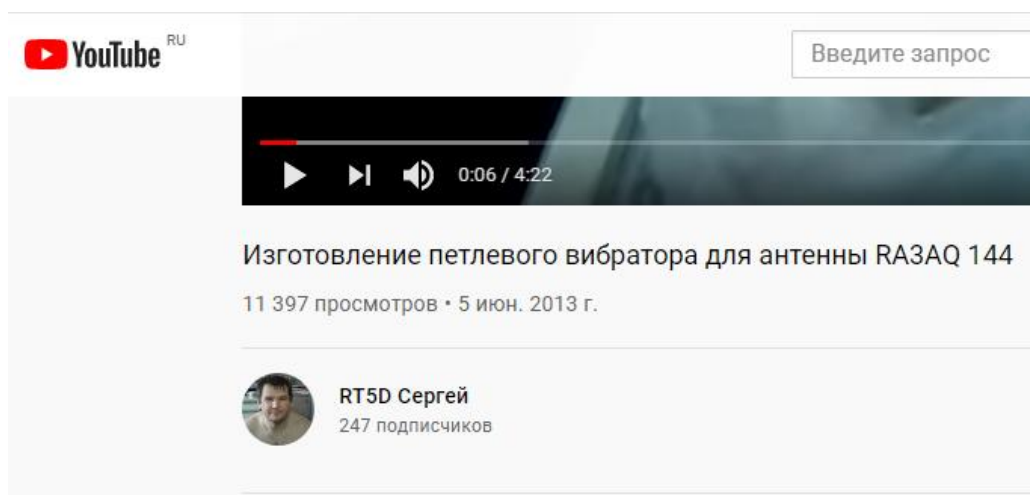 YouTube RU
Введите запрос
0:06 / 4:22
Изготовление петлевого вибратора для антенны RA3AQ 144
11 397 просмотров • 5 июн. 2013 г.
RT5D Сергей
247 подписчиков